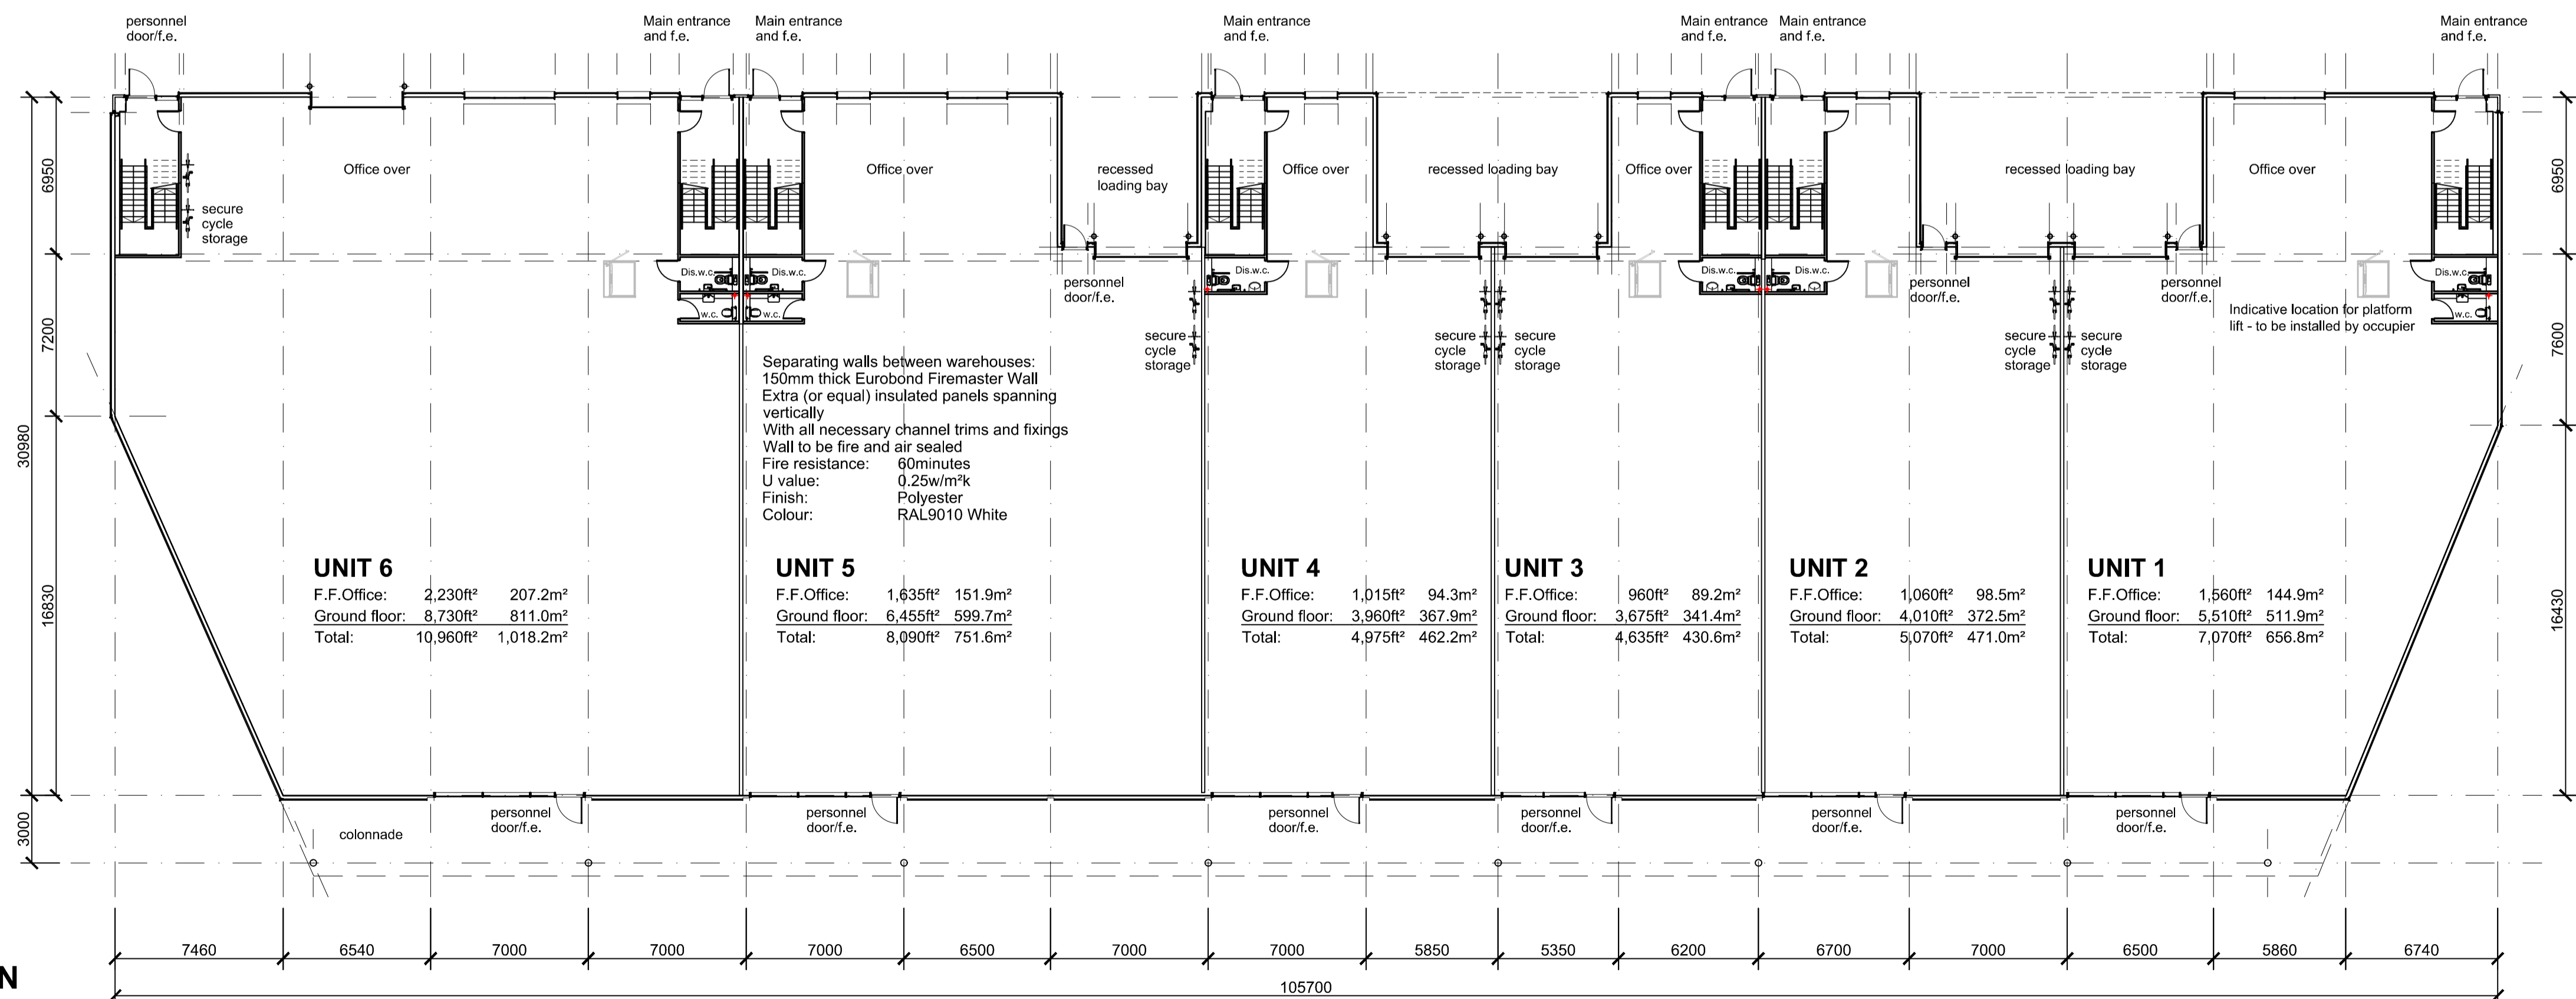 personnel
door/f.e.
Main entrance
and f.e.
Main entrance
and f.e.
Main entrance
and f.e.
Main entrance
and f.e.
Main entrance
and f.e.
Main entrance
and f.e.
6950
7200
30980
16830
3000
Office over
secure
cycle
storage
Office over
recessed
loading bay
Office over
recessed loading bay
Office over
recessed loading bay
Office over
6950
7600
16430
Dis.w.c.
Dis.w.c.
w.c.
w.c.
personnel
door/f.e.
Dis.w.c.
Dis.w.c.
Dis.w.c.
personnel
door/f.e.
personnel
door/f.e.
Dis.w.c.
w.c.
Indicative location for platform
lift - to be installed by occupier
secure
cycle
storage
secure
cycle
storage
secure
cycle
storage
secure
cycle
storage
secure
cycle
storage
Separating walls between warehouses:
150mm thick Eurobond Firemaster Wall
Extra (or equal) insulated panels spanning
vertically
With all necessary channel trims and fixings
Wall to be fire and air sealed
Fire resistance: 60minutes
U value: 0.25w/m²k
Finish: Polyester
Colour: RAL9010 White
UNIT 6
F.F.Office: 2,230ft² 207.2m²
Ground floor: 8,730ft² 811.0m²
Total: 10,960ft² 1,018.2m²
UNIT 5
F.F.Office: 1,635ft² 151.9m²
Ground floor: 6,455ft² 599.7m²
Total: 8,090ft² 751.6m²
UNIT 4
F.F.Office: 1,015ft² 94.3m²
Ground floor: 3,960ft² 367.9m²
Total: 4,975ft² 462.2m²
UNIT 3
F.F.Office: 960ft² 89.2m²
Ground floor: 3,675ft² 341.4m²
Total: 4,635ft² 430.6m²
UNIT 2
F.F.Office: 1,060ft² 98.5m²
Ground floor: 4,010ft² 372.5m²
Total: 5,070ft² 471.0m²
UNIT 1
F.F.Office: 1,560ft² 144.9m²
Ground floor: 5,510ft² 511.9m²
Total: 7,070ft² 656.8m²
colonnade
personnel
door/f.e.
personnel
door/f.e.
personnel
door/f.e.
personnel
door/f.e.
personnel
door/f.e.
personnel
door/f.e.
7460 6540 7000 7000 7000 6500 7000 7000 5850 5350 6200 6700 7000 6500 5860 6740
N
105700